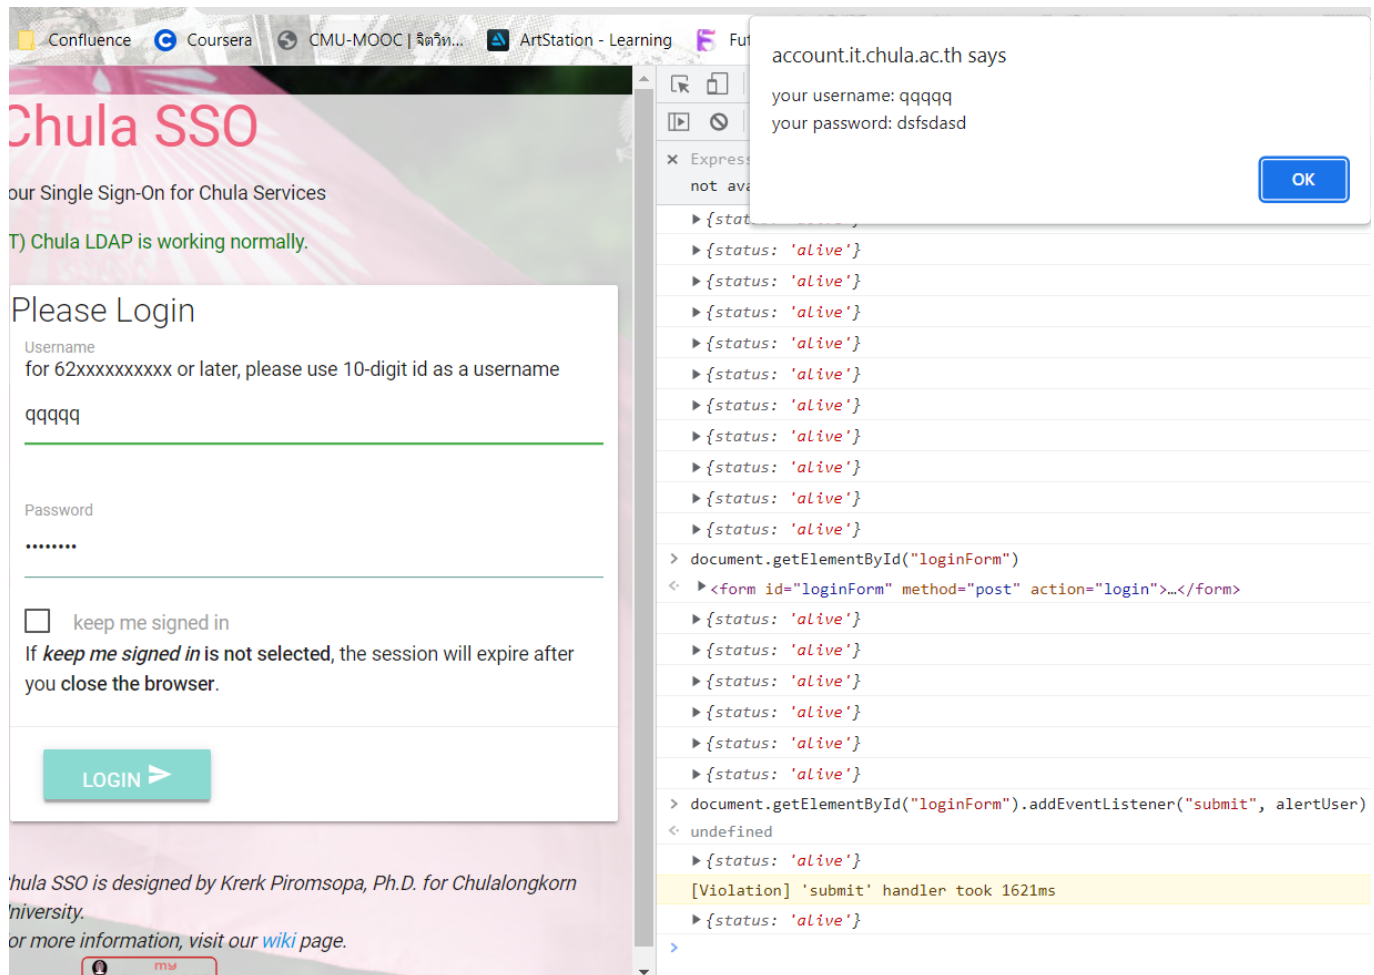 Confluence
Coursera
CMU-MOOC | จิตวิท...
ArtStation - Learning
Fut
account.it.chula.ac.th says
your username: qqqqq
your password: dsfsdasd
OK
Chula SSO
our Single Sign-On for Chula Services
T) Chula LDAP is working normally.
Please Login
Username
for 62xxxxxxxxxx or later, please use 10-digit id as a username
qqqqq
Password
••••••••
keep me signed in
If keep me signed in is not selected, the session will expire after
you close the browser.
LOGIN
hula SSO is designed by Krerk Piromsopa, Ph.D. for Chulalongkorn
niversity.
or more information, visit our wiki page.
my
Express
not ava
{stat
{status: 'alive'}
{status: 'alive'}
{status: 'alive'}
{status: 'alive'}
{status: 'alive'}
{status: 'alive'}
{status: 'alive'}
{status: 'alive'}
{status: 'alive'}
{status: 'alive'}
> document.getElementById("loginForm")
<form id="loginForm" method="post" action="login">…</form>
{status: 'alive'}
{status: 'alive'}
{status: 'alive'}
{status: 'alive'}
{status: 'alive'}
{status: 'alive'}
> document.getElementById("loginForm").addEventListener("submit", alertUser)
undefined
{status: 'alive'}
[Violation] 'submit' handler took 1621ms
{status: 'alive'}
>